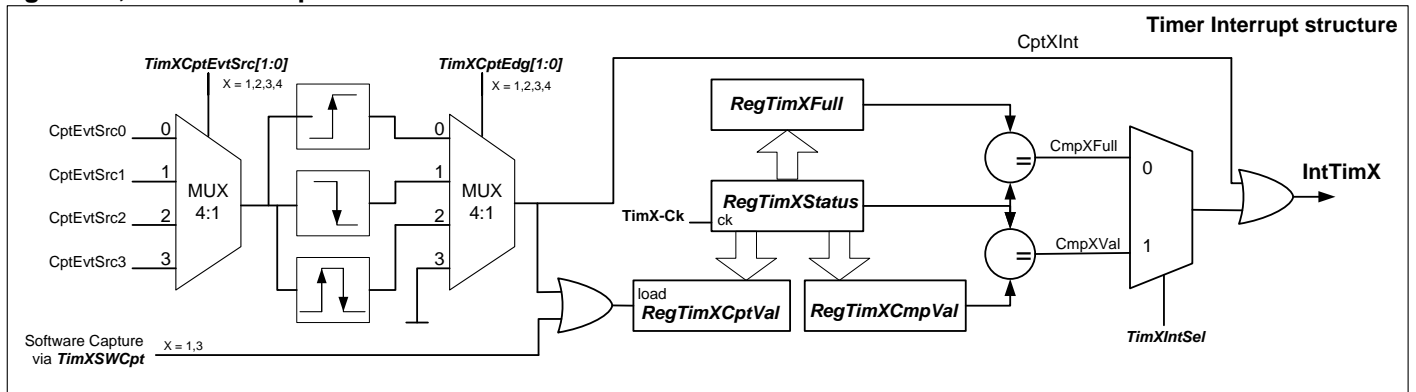 Timer Interrupt structure
CptXInt
TimXCptEvtSrc[1:0]
X = 1,2,3,4
TimXCptEdg[1:0]
X = 1,2,3,4
RegTimXFull
CptEvtSrc0
0
CptEvtSrc1
1
CptEvtSrc2
2
CptEvtSrc3
3
MUX
4:1
0
1
2
3
MUX
4:1
=
CmpXFull
0
IntTimX
RegTimXStatus
TimX-Ck
ck
=
CmpXVal
1
load
RegTimXCptVal
RegTimXCmpVal
TimXIntSel
Software Capture
via TimXSWCpt
X = 1,3